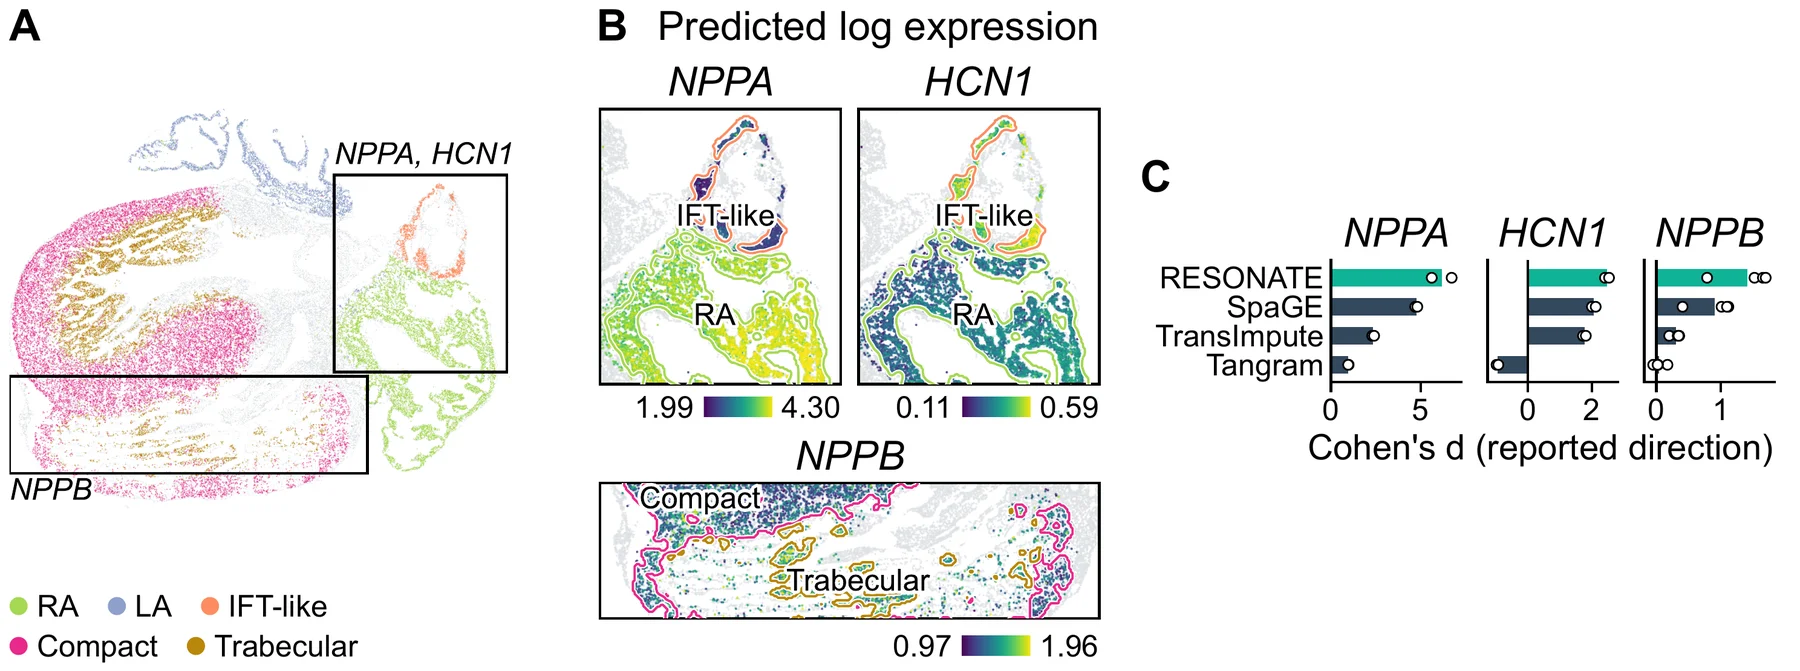 A
NPPA, HCN1
NPPB
RA
LA
IFT-like
Compact
Trabecular
B
Predicted log expression
NPPA
HCN1
IFT-like
IFT-like
RA
RA
1.99
4.30
0.11
0.59
NPPB
Compact
Trabecular
0.97
1.96
C
NPPA
HCN1
NPPB
RESONATE
SpaGE
TransImpute
Tangram
0
5
0
2
0
1
Cohen's d (reported direction)